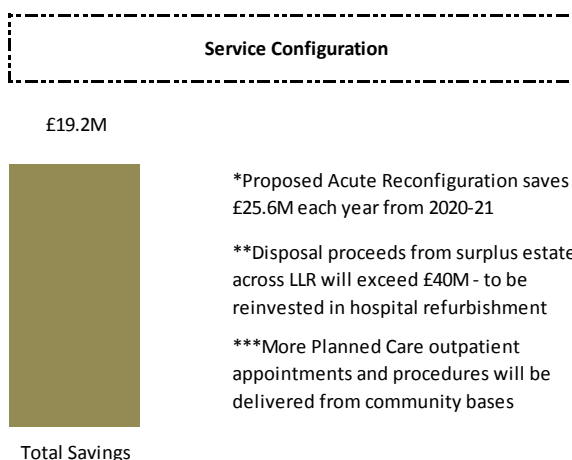 Service Configuration
£19.2M
*Proposed Acute Reconfiguration saves
£25.6M each year from 2020-21
**Disposal proceeds from surplus estate
across LLR will exceed £40M - to be
reinvested in hospital refurbishment
***More Planned Care outpatient
appointments and procedures will be
delivered from community bases
Total Savings